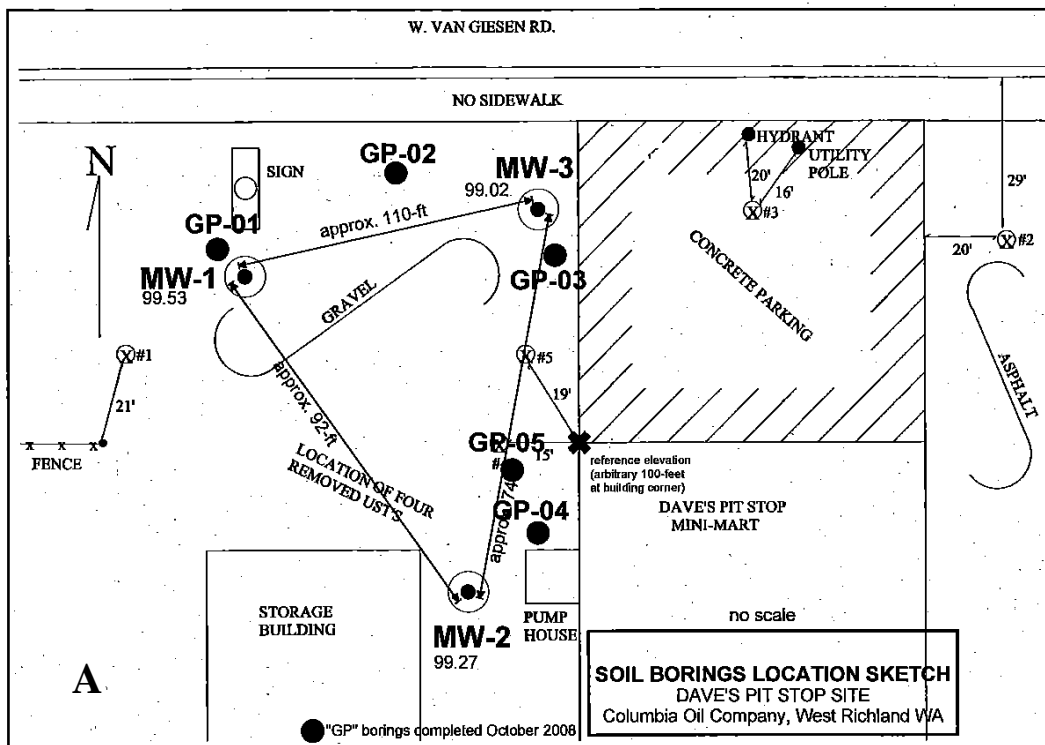 W. VAN GIESEN RD.
NO SIDEWALK
N
SIGN
GP-02
MW-3
99.02
HYDRANT
UTILITY
POLE
20'
16'
#3
29'
GP-01
approx. 110-ft
MW-1
99.53
GP-03
CONCRETE PARKING
20'
#2
GRAVEL
X #1
X #5
21'
approx. 92-ft
19'
ASPHALT
x x x
FENCE
GP-05
15'
#
reference elevation
(arbitrary 100-feet
at building corner)
LOCATION OF FOUR
REMOVED UST'S
DAVE'S PIT STOP
MINI-MART
GP-04
approx. 74
STORAGE
BUILDING
PUMP
HOUSE
no scale
MW-2
99.27
A
SOIL BORINGS LOCATION SKETCH
DAVE'S PIT STOP SITE
Columbia Oil Company, West Richland WA
"GP" borings completed October 2008